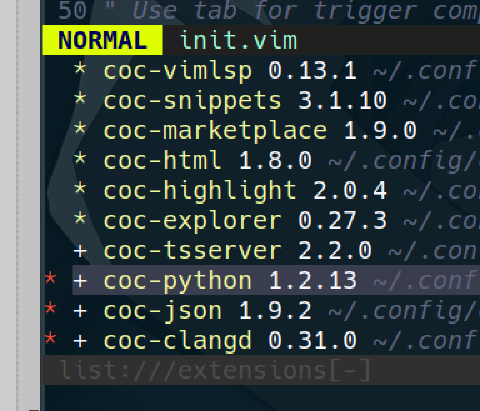 50 " Use tab for trigger com
NORMAL init.vim
* coc-vimlsp 0.13.1 ~/.conf
* coc-snippets 3.1.10 ~/.co
* coc-marketplace 1.9.0 ~/.
* coc-html 1.8.0 ~/.config/
* coc-highlight 2.0.4 ~/.co
* coc-explorer 0.27.3 ~/.co
+ coc-tsserver 2.2.0 ~/.con
* + coc-python 1.2.13 ~/.conf
* + coc-json 1.9.2 ~/.config/
* + coc-clangd 0.31.0 ~/.conf
list:///extensions[-]